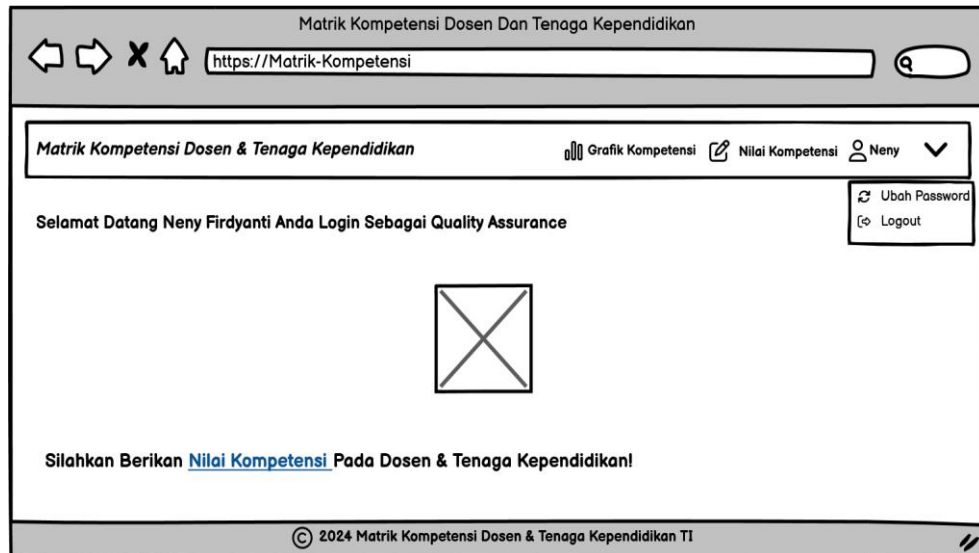 Matrik Kompetensi Dosen Dan Tenaga Kependidikan
https://Matrik-Kompetensi
Matrik Kompetensi Dosen & Tenaga Kependidikan Grafik Kompetensi Nilai Kompetensi Neny
Ubah Password
Logout
Selamat Datang Neny Firdyanti Anda Login Sebagai Quality Assurance
Silahkan Berikan Nilai Kompetensi Pada Dosen & Tenaga Kependidikan!
© 2024 Matrik Kompetensi Dosen & Tenaga Kependidikan TI